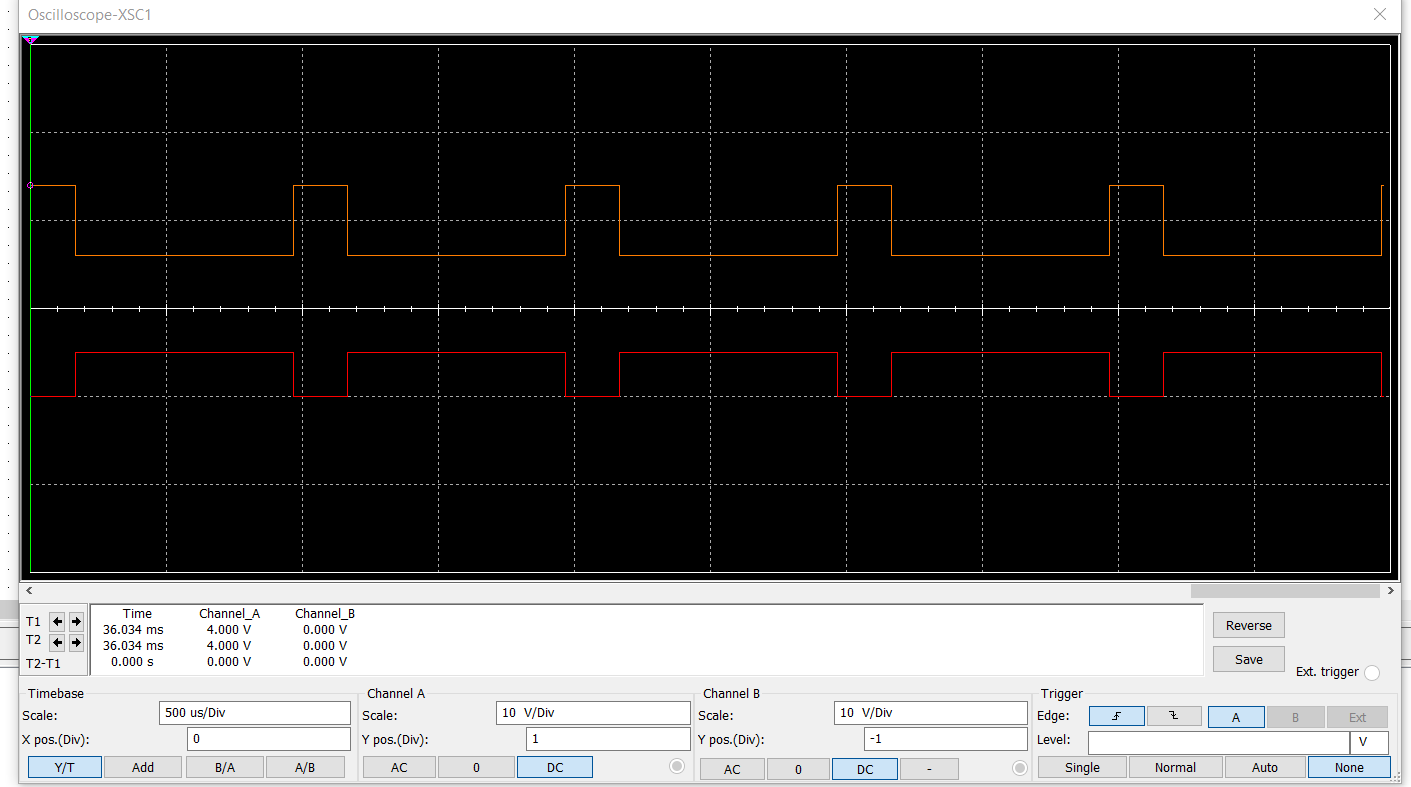 Oscilloscope-XSC1
Time Channel_A Channel_B
T1 36.034 ms 4.000 V 0.000 V
T2 36.034 ms 4.000 V 0.000 V
T2-T1 0.000 s 0.000 V 0.000 V
Reverse
Save
Ext. trigger
Timebase
Scale: 500 us/Div
X pos.(Div): 0
Y/T Add B/A A/B
Channel A
Scale: 10 V/Div
Y pos.(Div): 1
AC 0 DC
Channel B
Scale: 10 V/Div
Y pos.(Div): -1
AC 0 DC -
Trigger
Edge: A B Ext
Level: V
Single Normal Auto None